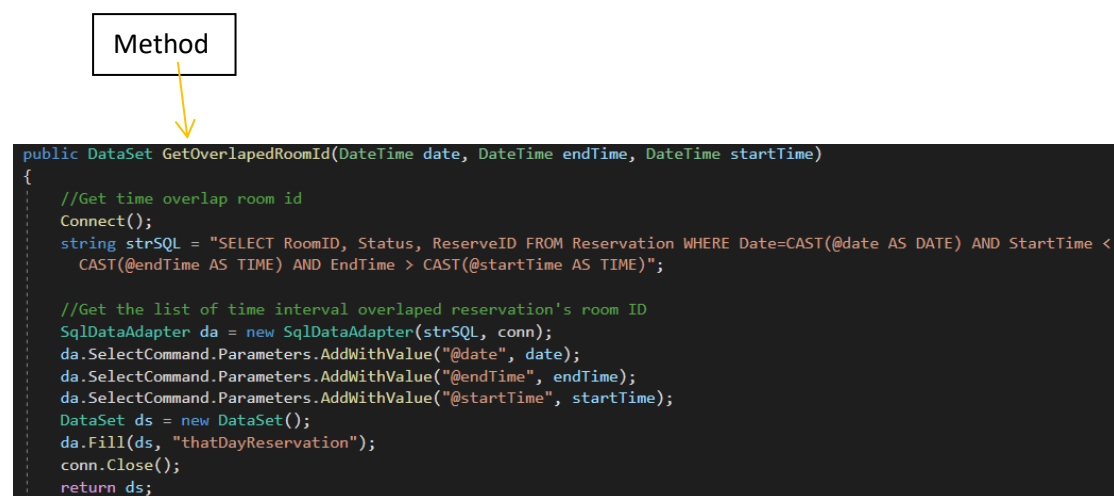 Method
public DataSet GetOverlapedRoomId(DateTime date, DateTime endTime, DateTime startTime)
{
//Get time overlap room id
Connect();
string strSQL = "SELECT RoomID, Status, ReserveID FROM Reservation WHERE Date=CAST(@date AS DATE) AND StartTime <
CAST(@endTime AS TIME) AND EndTime > CAST(@startTime AS TIME)";
//Get the list of time interval overlaped reservation's room ID
SqlDataAdapter da = new SqlDataAdapter(strSQL, conn);
da.SelectCommand.Parameters.AddWithValue("@date", date);
da.SelectCommand.Parameters.AddWithValue("@endTime", endTime);
da.SelectCommand.Parameters.AddWithValue("@startTime", startTime);
DataSet ds = new DataSet();
da.Fill(ds, "thatDayReservation");
conn.Close();
return ds;